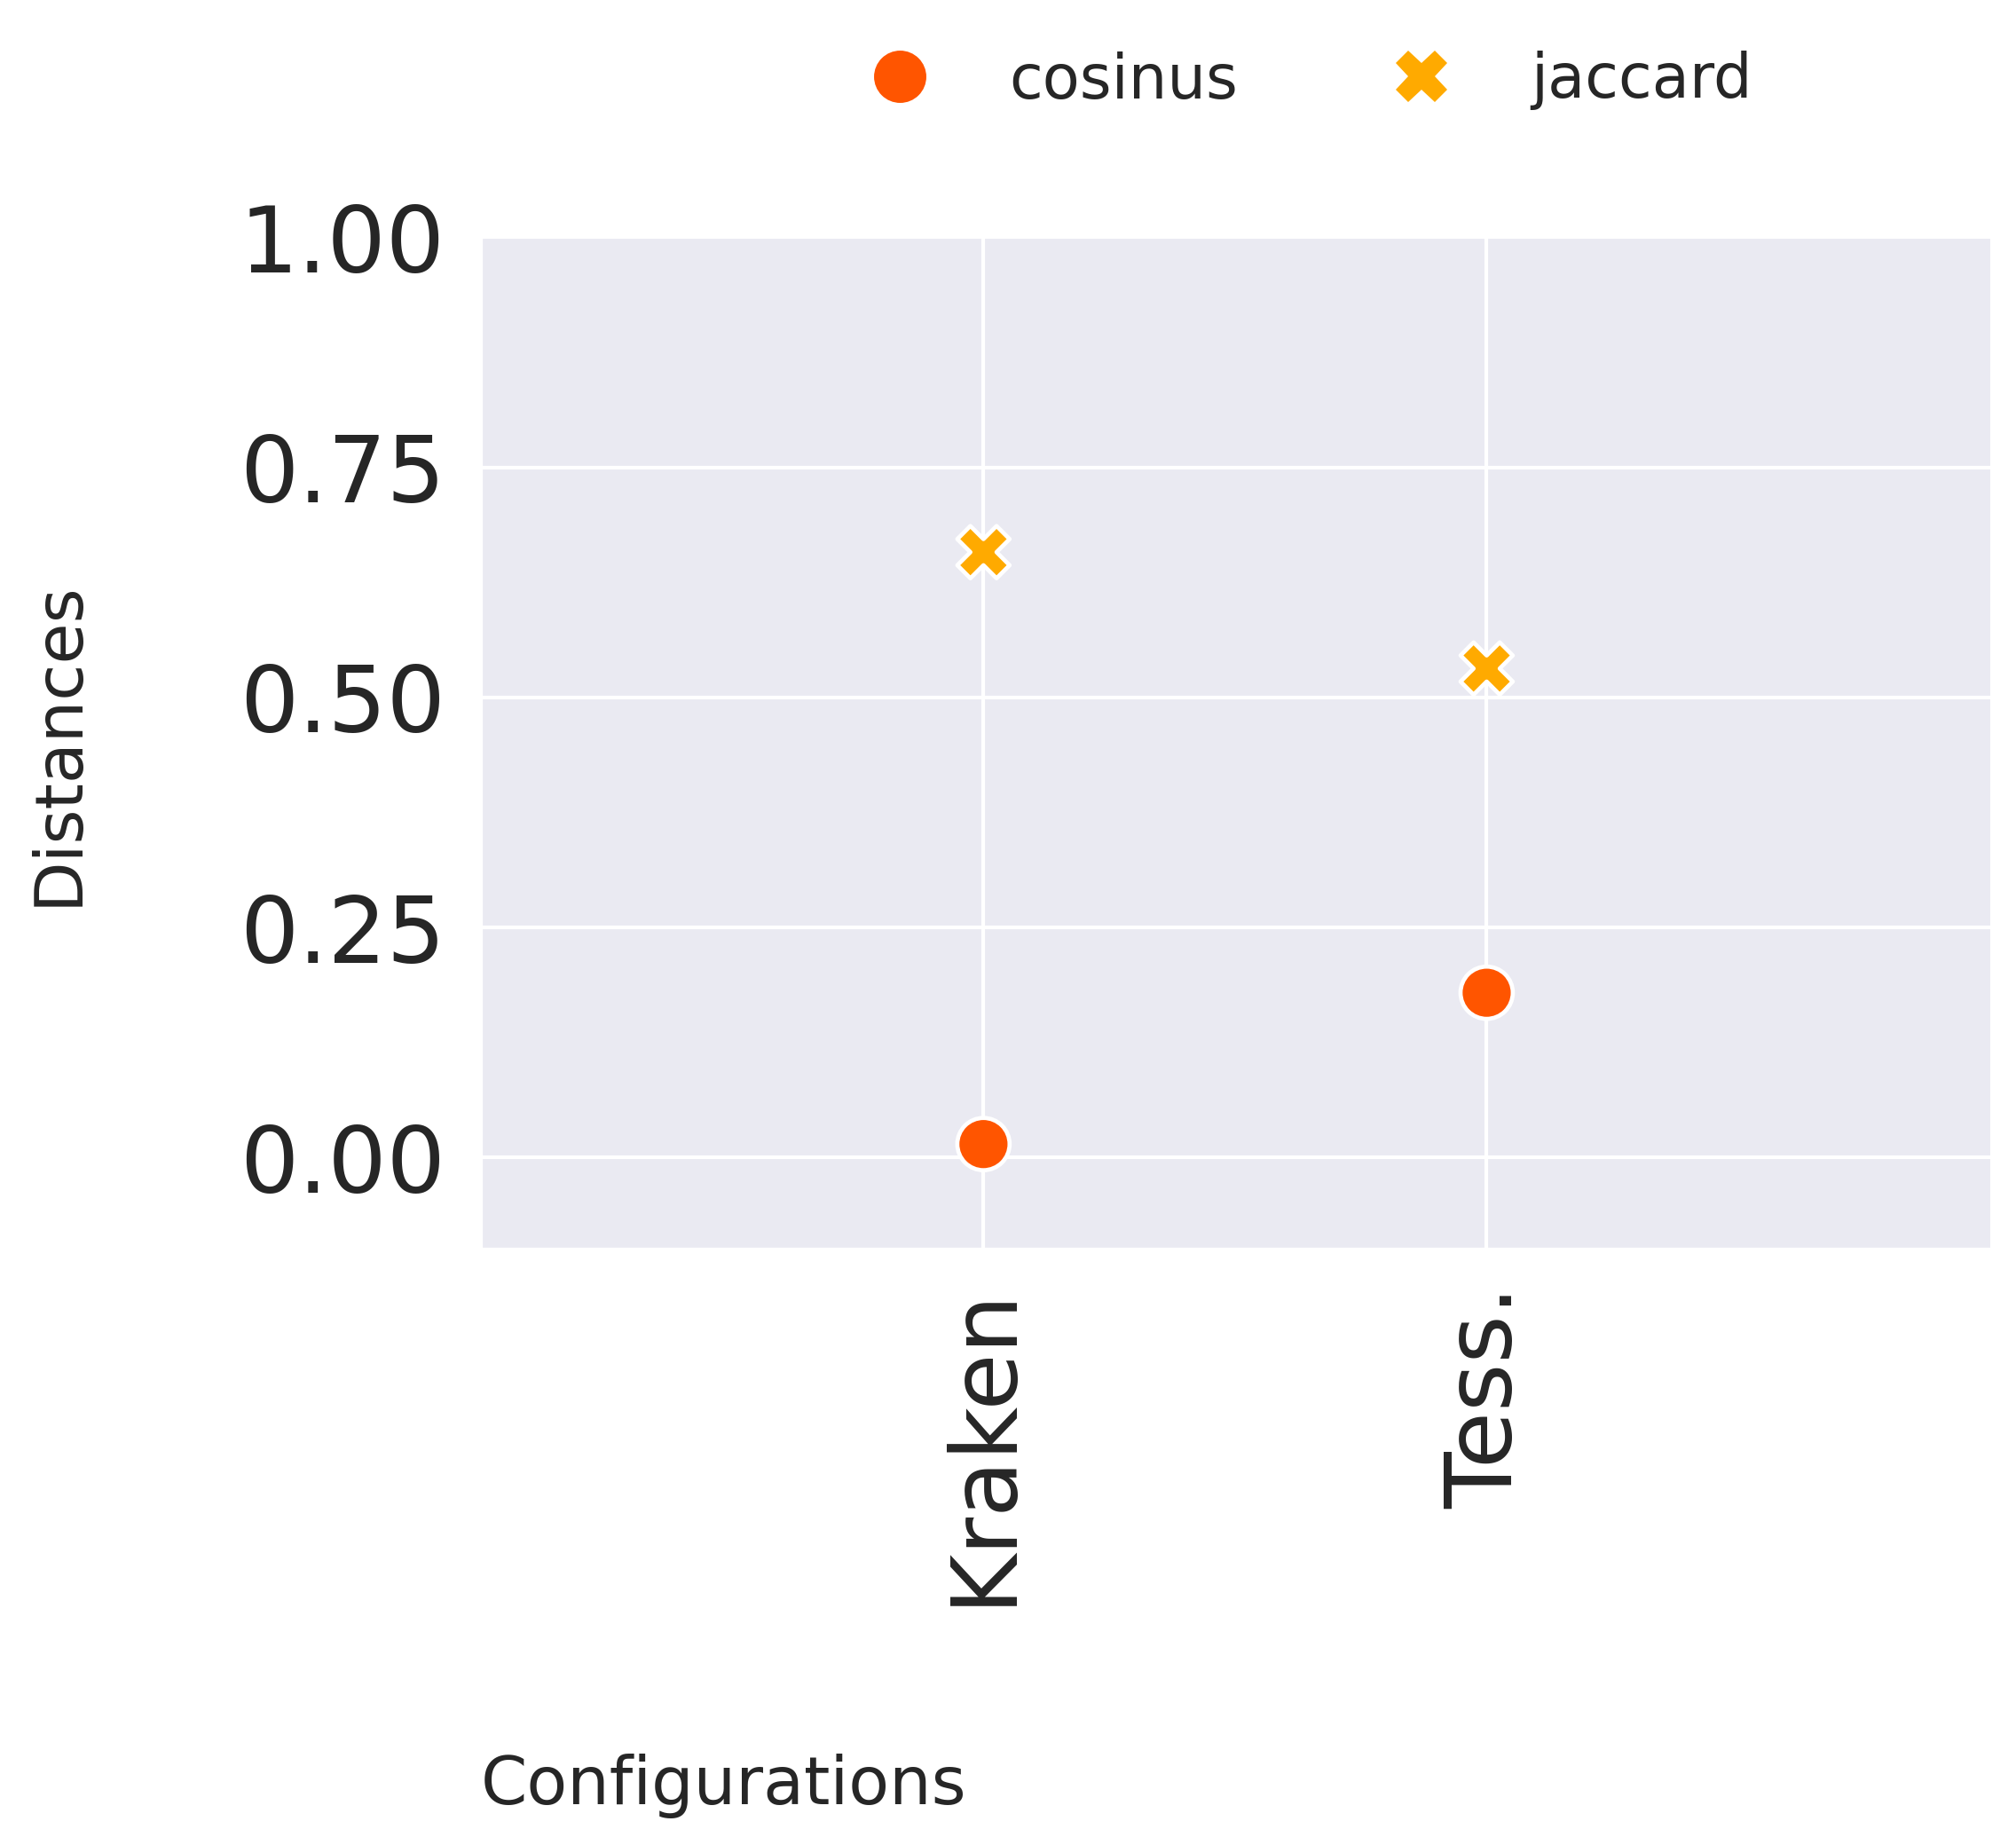 cosinus jaccard
1.00
0.75
0.50
0.25
0.00
Distances
Kraken
Tess.
Configurations